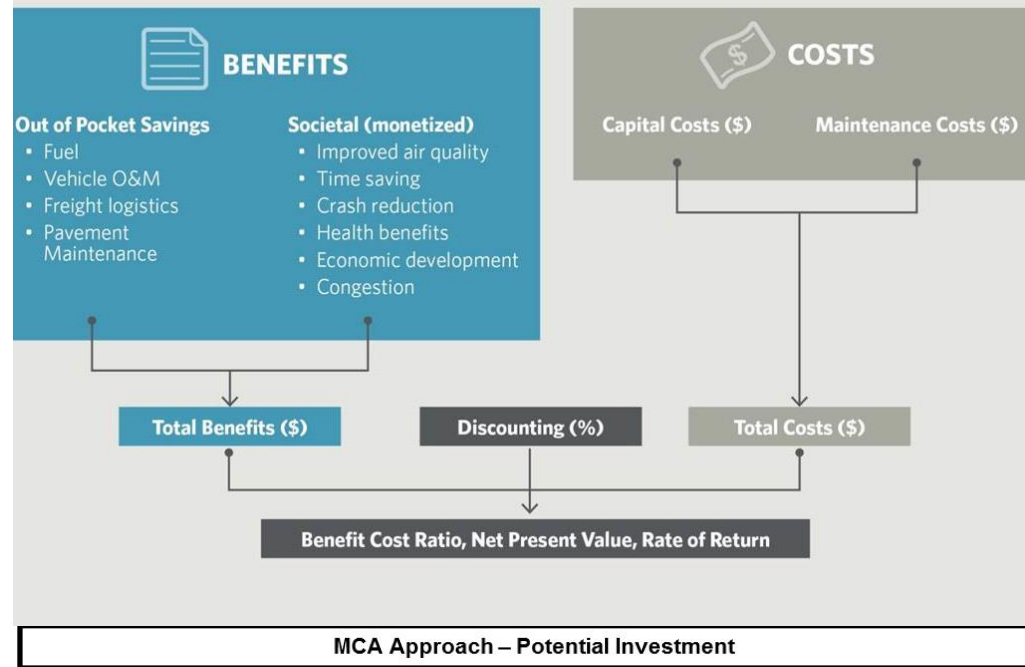 BENEFITS
Out of Pocket Savings
• Fuel
• Vehicle O&M
• Freight logistics
• Pavement
Maintenance
Societal (monetized)
• Improved air quality
• Time saving
• Crash reduction
• Health benefits
• Economic development
• Congestion
$
COSTS
Capital Costs ($)
Maintenance Costs ($)
Total Benefits ($)
Discounting (%)
Total Costs ($)
Benefit Cost Ratio, Net Present Value, Rate of Return
MCA Approach – Potential Investment